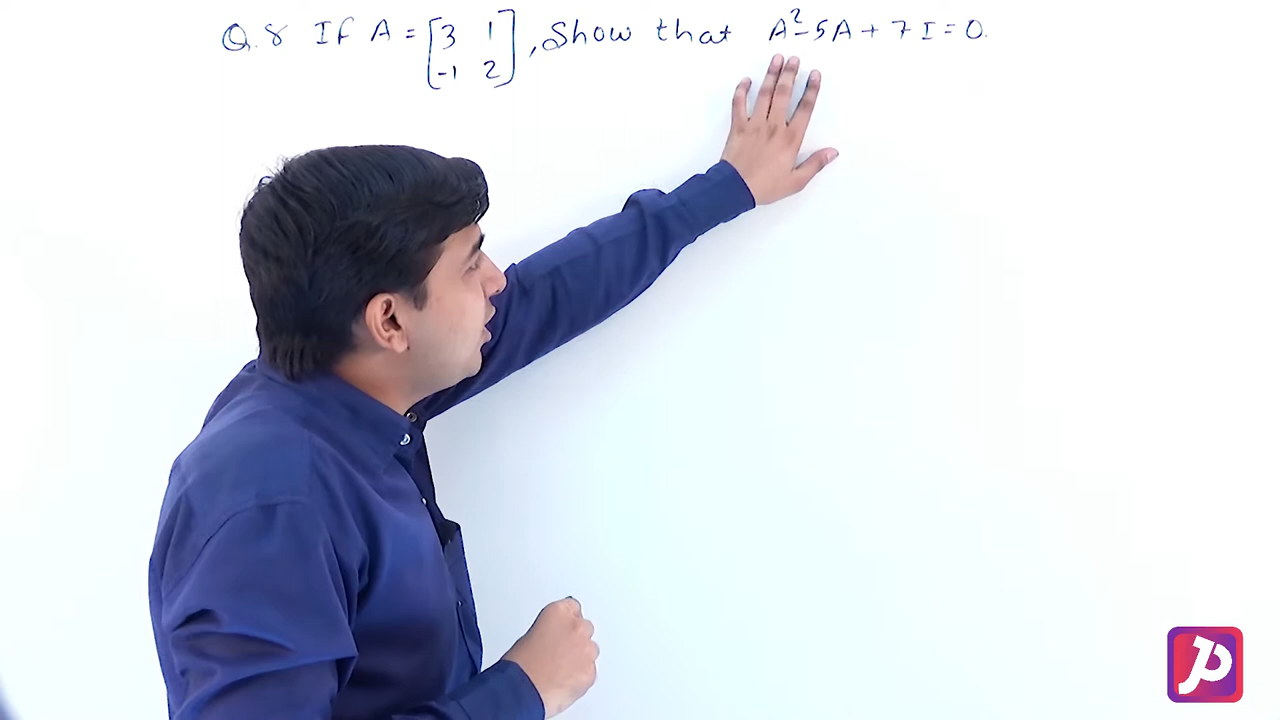 Q.8 If A = [3 1], Show that A²-5A+7I=0.
[-1 2]